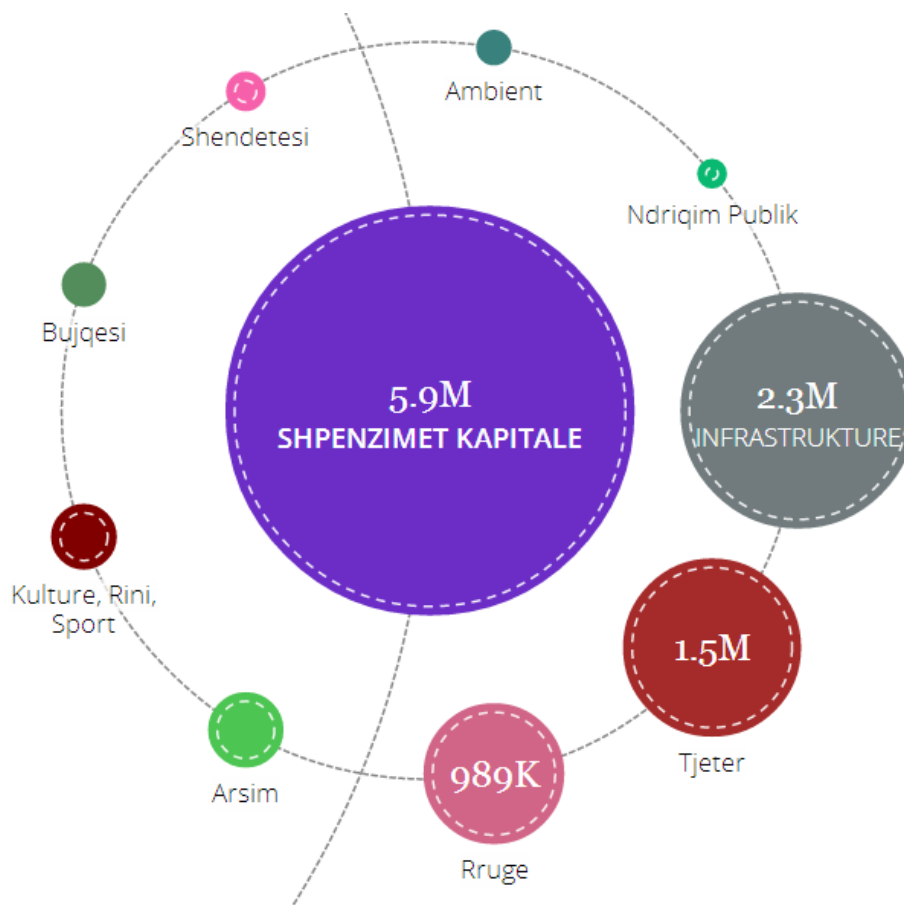 Ambient
Shendetesi
Ndriqim Publik
Bujqesi
5.9M
SHPENZIMET KAPITALE
2.3M
INFRASTRUKTURES
Kulture, Rini,
Sport
1.5M
Tjeter
Arsim
989K
Rruge